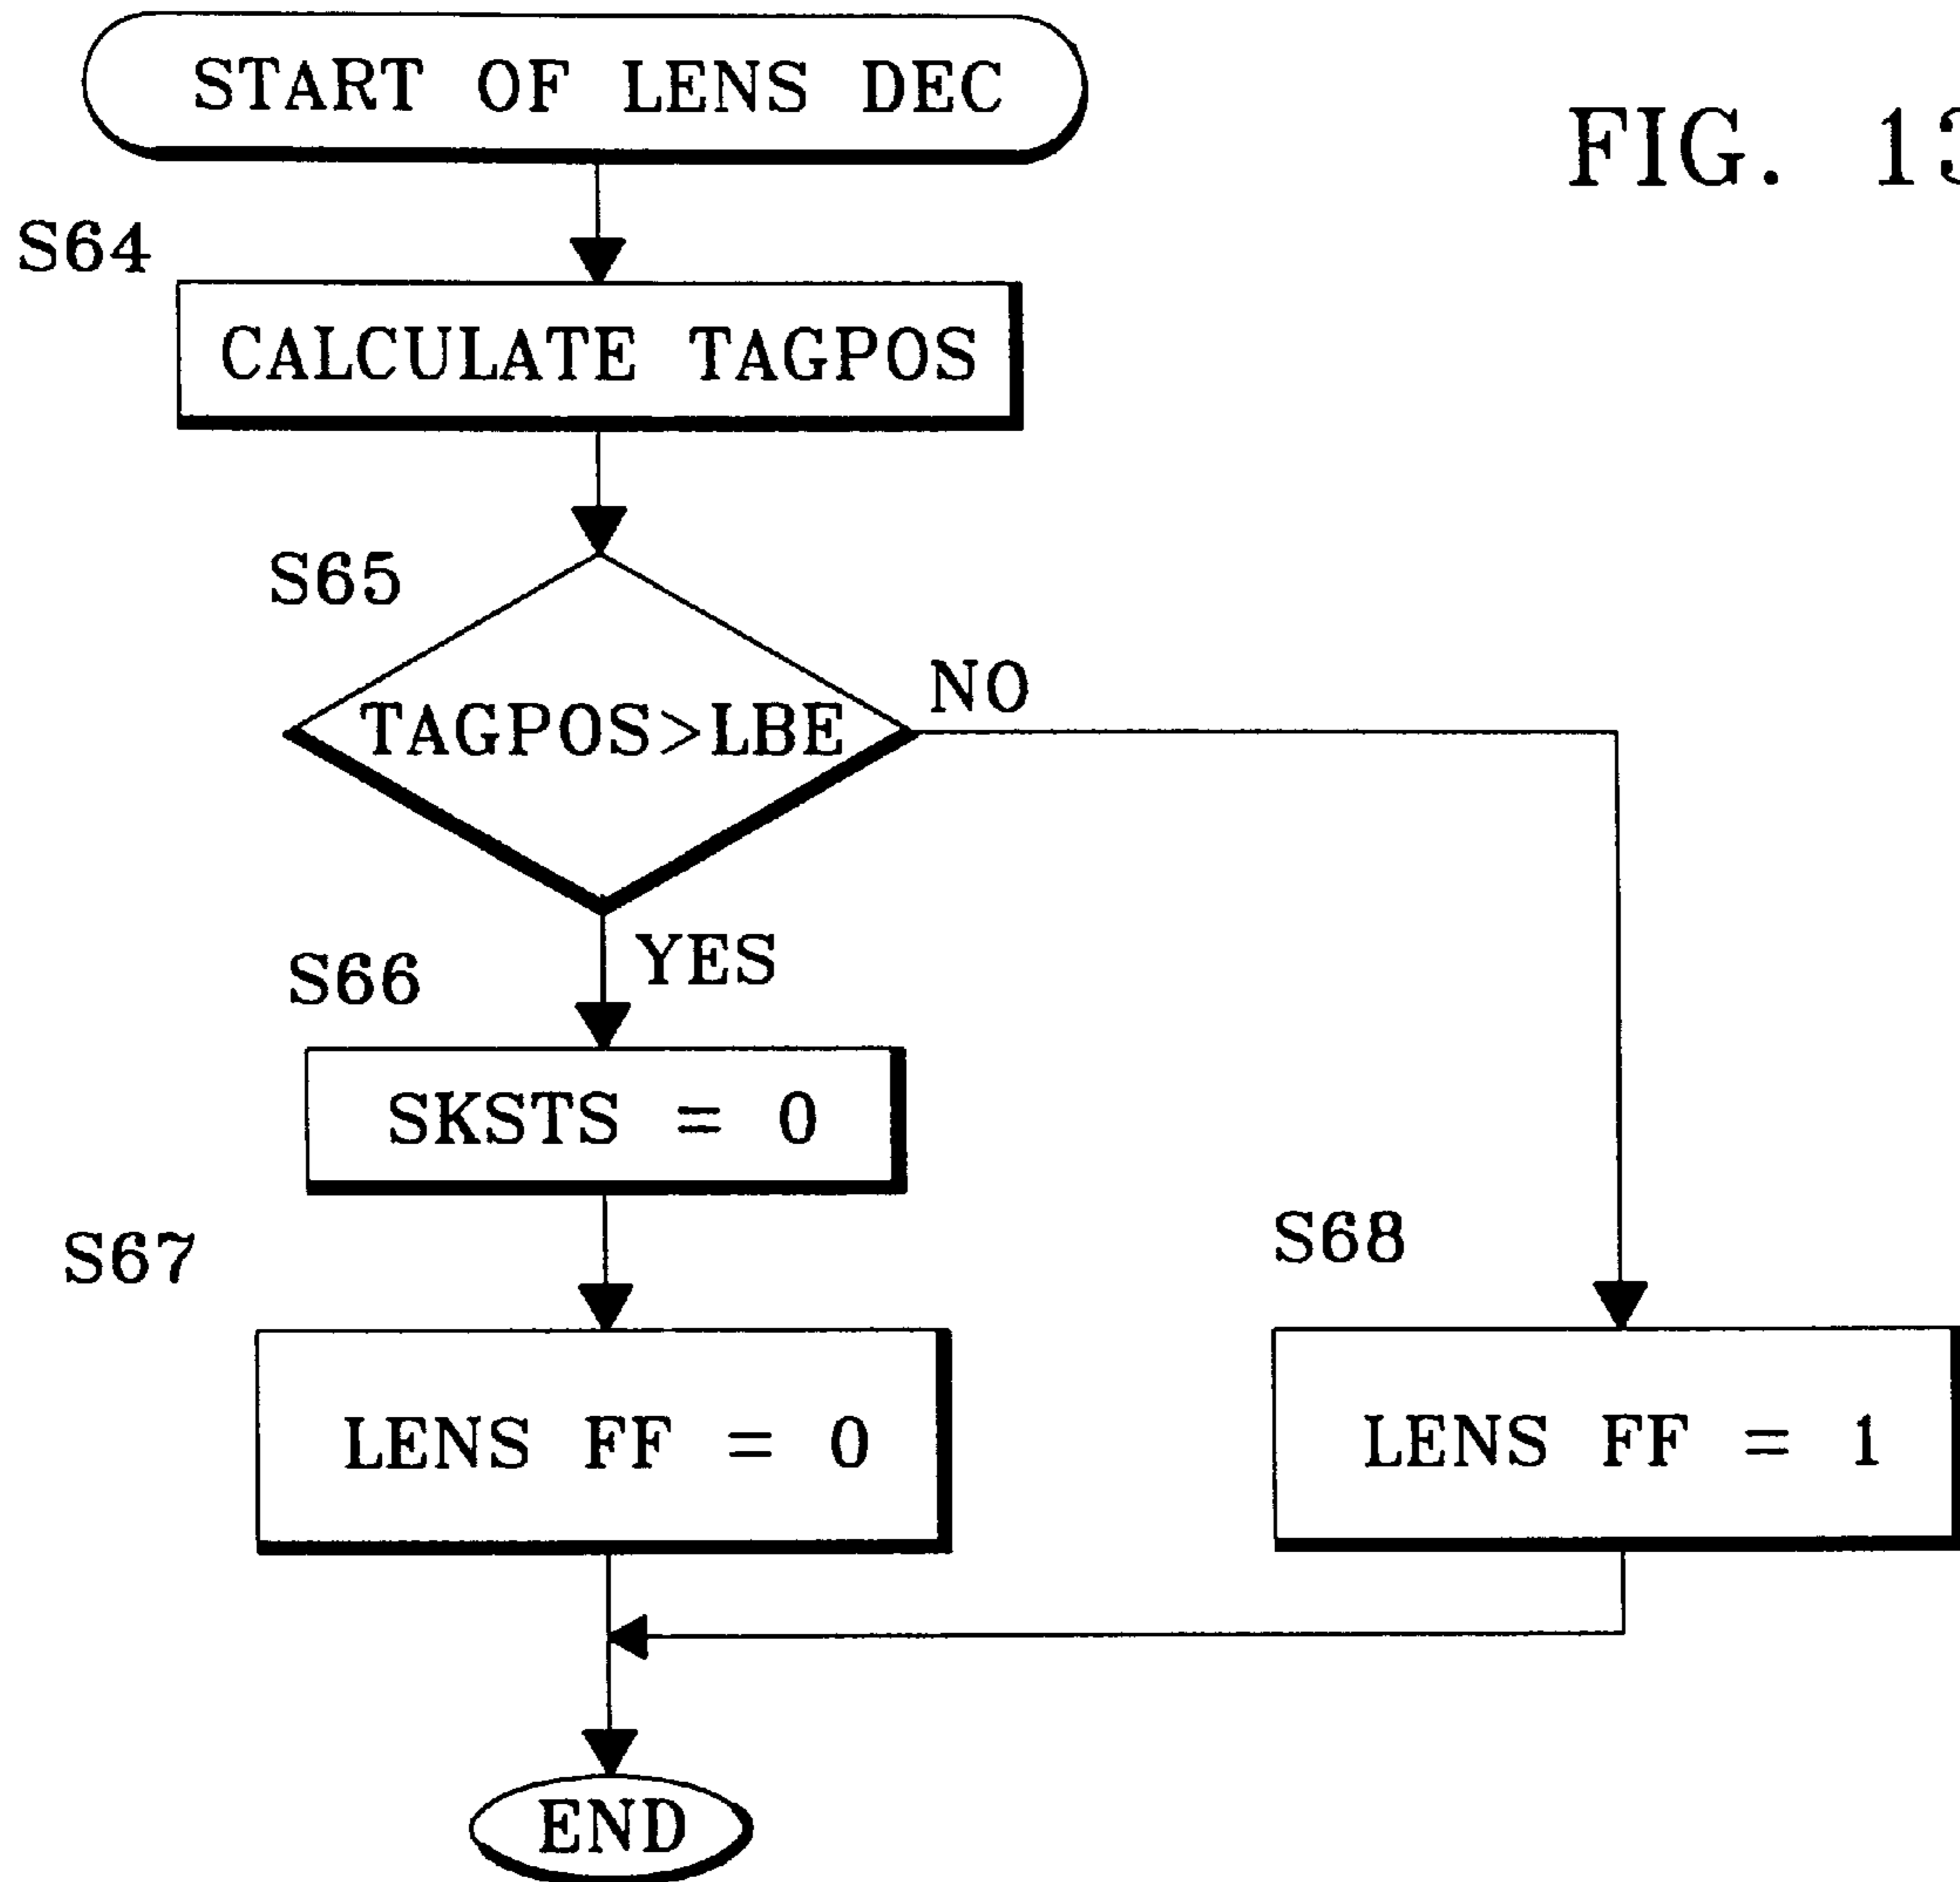 START OF LENS DEC
FIG. 13
S64
CALCULATE TAGPOS
S65
TAGPOS>LBE
NO
YES
S66
SKSTS = 0
S67
S68
LENS FF = 0
LENS FF = 1
END